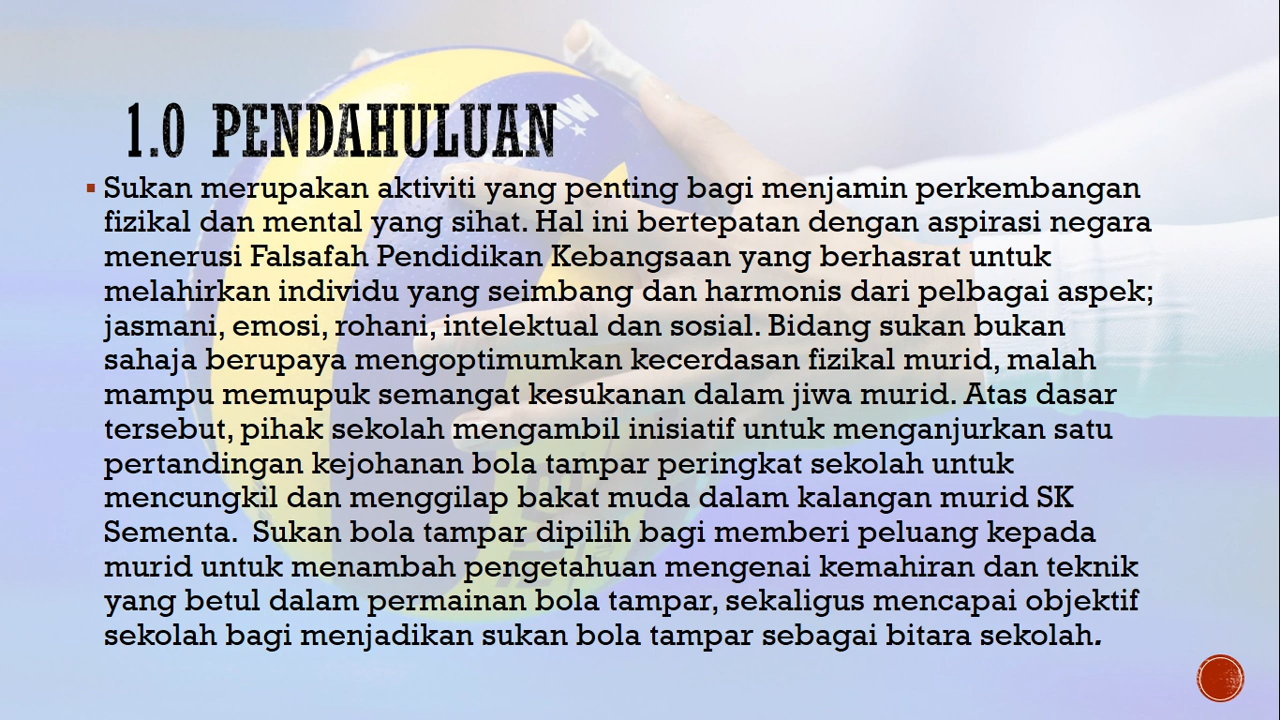 1.0 PENDAHULUAN
Sukan merupakan aktiviti yang penting bagi menjamin perkembangan
fizikal dan mental yang sihat. Hal ini bertepatan dengan aspirasi negara
menerusi Falsafah Pendidikan Kebangsaan yang berhasrat untuk
melahirkan individu yang seimbang dan harmonis dari pelbagai aspek;
jasmani, emosi, rohani, intelektual dan sosial. Bidang sukan bukan
sahaja berupaya mengoptimumkan kecerdasan fizikal murid, malah
mampu memupuk semangat kesukanan dalam jiwa murid. Atas dasar
tersebut, pihak sekolah mengambil inisiatif untuk menganjurkan satu
pertandingan kejohanan bola tampar peringkat sekolah untuk
mencungkil dan menggilap bakat muda dalam kalangan murid SK
Sementa.  Sukan bola tampar dipilih bagi memberi peluang kepada
murid untuk menambah pengetahuan mengenai kemahiran dan teknik
yang betul dalam permainan bola tampar, sekaligus mencapai objektif
sekolah bagi menjadikan sukan bola tampar sebagai bitara sekolah.